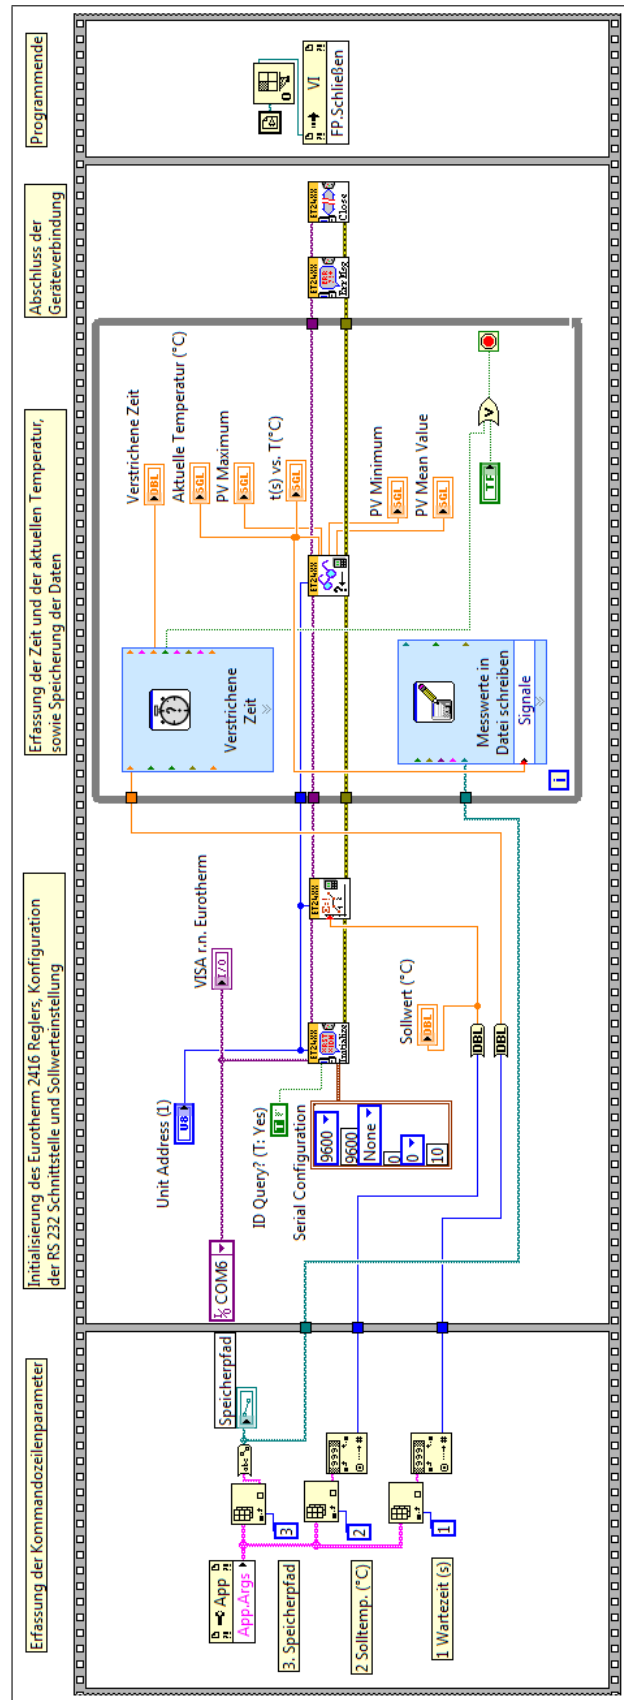 Erfassung der Kommandozeilenparameter
Initialisierung des Eurotherm 2416 Reglers, Konfiguration
der RS 232 Schnittstelle und Sollwerteinstellung
Erfassung der Zeit und der aktuellen Temperatur,
sowie Speicherung der Daten
Abschluss der
Geräteverbindung
Programmende
App
App.Args
3. Speicherpfad
2 Solltemp. (°C)
1 Wartezeit (s)
3
2
1
Speicherpfad
COM6
Unit Address (1)
U8
VISA r.n. Eurotherm
I/O
ID Query? (T: Yes)
T
Serial Configuration
9600
9600
None
0
0
10
ET24XX
Initialize
Sollwert (°C)
DBL
DBL
DBL
ET24XX
Verstrichene
Zeit
Messwerte in
Datei schreiben
Signale
i
ET24XX
Verstrichene Zeit
DBL
Aktuelle Temperatur (°C)
SGL
PV Maximum
SGL
t(s) vs. T(°C)
SGL
PV Minimum
SGL
PV Mean Value
SGL
TF
V
ET24XX
ET24XX
Close
VI
FP.Schließen